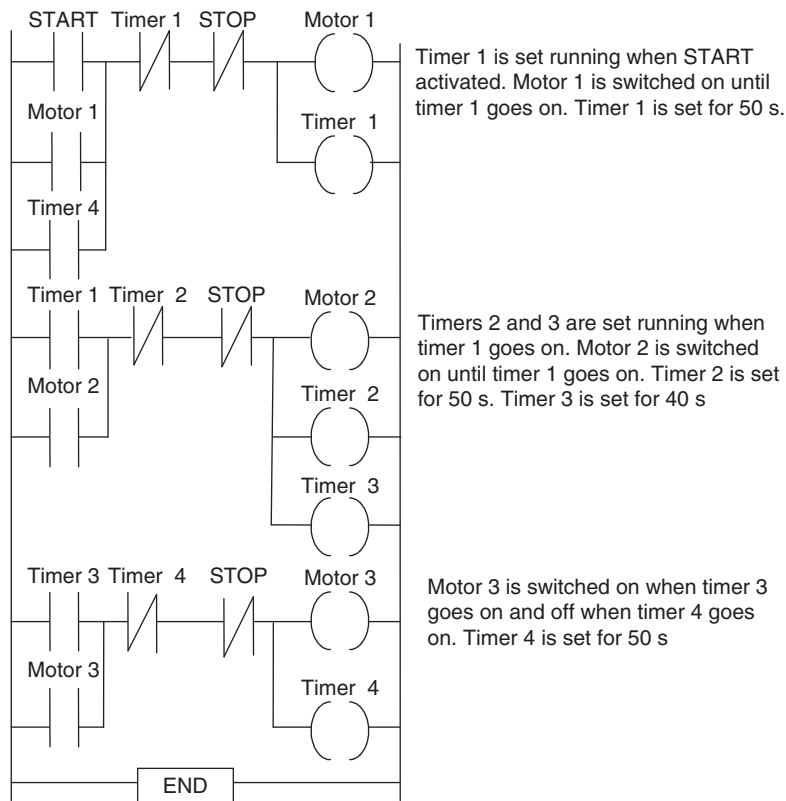 START Timer 1 STOP Motor 1
Timer 1 is set running when START
activated. Motor 1 is switched on until
timer 1 goes on. Timer 1 is set for 50 s.
Motor 1
Timer 1
Timer 4
Timer 1 Timer 2 STOP Motor 2
Timers 2 and 3 are set running when
timer 1 goes on. Motor 2 is switched
on until timer 1 goes on. Timer 2 is set
for 50 s. Timer 3 is set for 40 s
Motor 2
Timer 2
Timer 3
Timer 3 Timer 4 STOP Motor 3
Motor 3 is switched on when timer 3
goes on and off when timer 4 goes
on. Timer 4 is set for 50 s
Motor 3
Timer 4
END